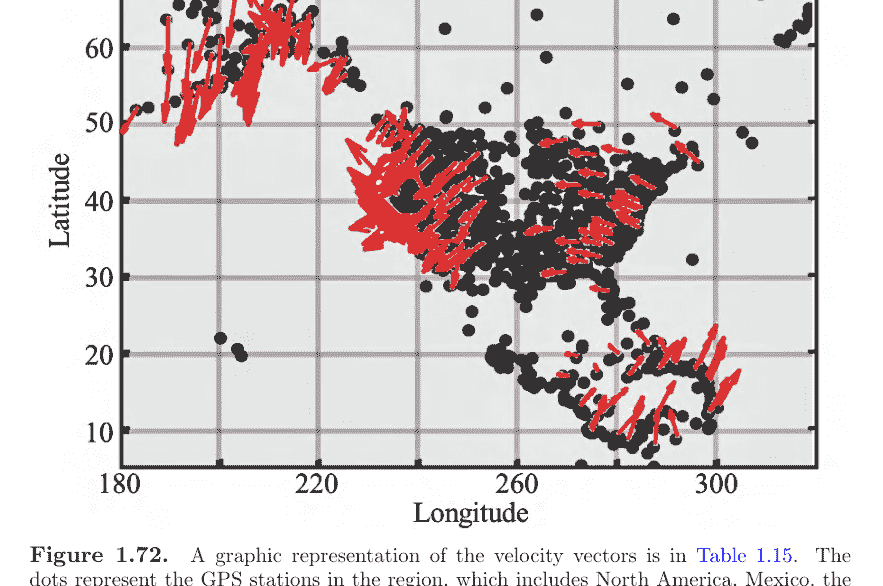 60
50
40
30
20
10
Latitude
180 220 260 300
Longitude
Figure 1.72. A graphic representation of the velocity vectors is in Table 1.15. The
dots represent the GPS stations in the region, which includes North America, Mexico, the